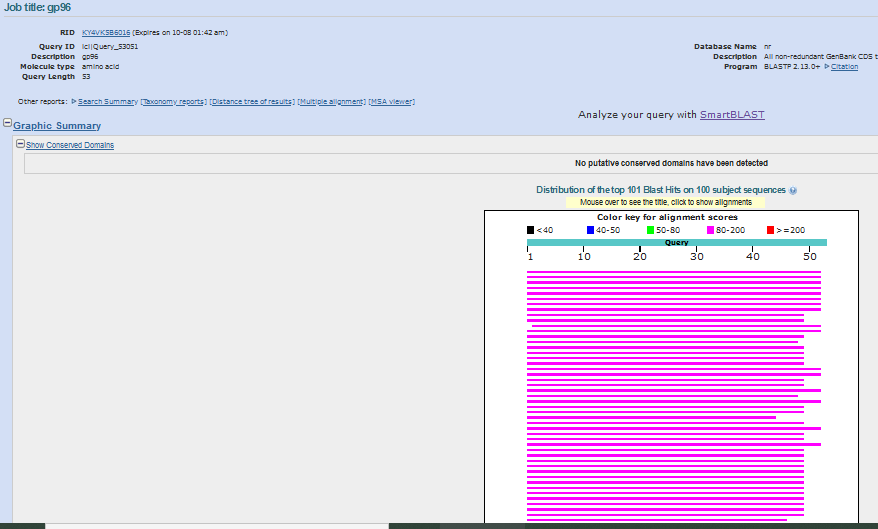 Job title: gp96
RID KY4VK5B6016 (Expires on 10-08 01:42 am)
Query ID lcl|Query_53051
Description gp96
Molecule type amino acid
Query Length 53
Database Name nr
Description All non-redundant GenBank CDS t
Program BLASTP 2.13.0+ Citation
Other reports: Search Summary [Taxonomy reports] [Distance tree of results] [Multiple alignment] [MSA viewer]
Analyze your query with SmartBLAST
Graphic Summary
Show Conserved Domains
No putative conserved domains have been detected
Distribution of the top 101 Blast Hits on 100 subject sequences
Mouse over to see the title, click to show alignments
Color key for alignment scores
<40 40-50 50-80 80-200 >=200
Query
1 10 20 30 40 50